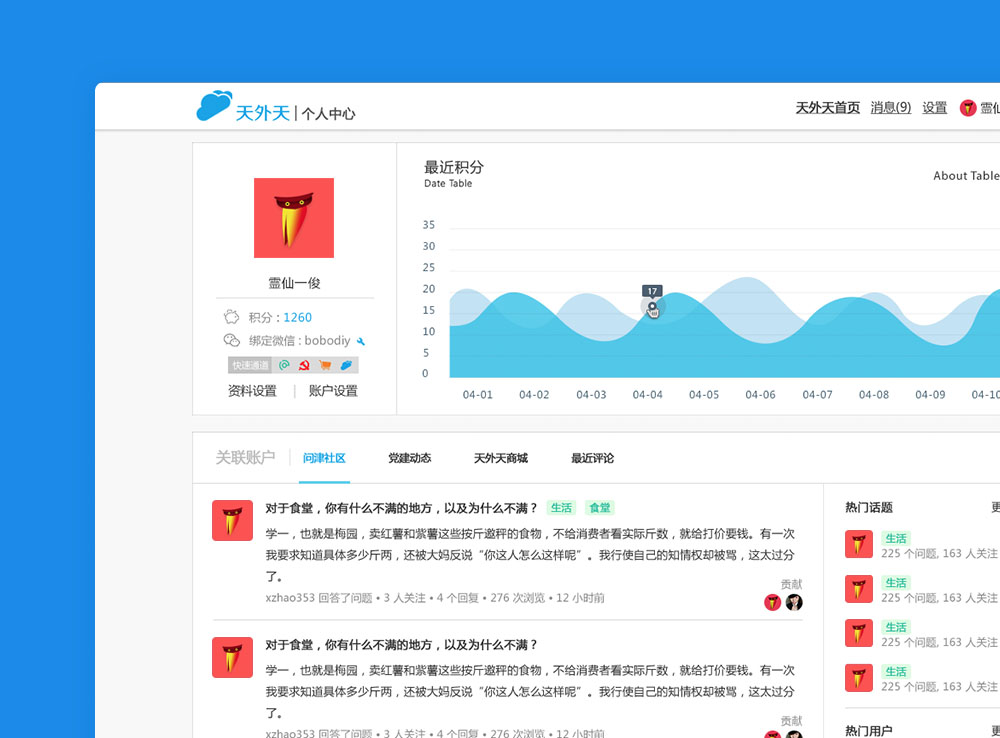 天外天 | 个人中心
天外天首页 消息(9) 设置 霊仙
最近积分
Date Table
About Table
霊仙一俊
积分 : 1260
绑定微信 : bobodiy
快速通道
资料设置 | 账户设置
35
30
25
20
15
10
5
0
17
04-01 04-02 04-03 04-04 04-05 04-06 04-07 04-08 04-09 04-10
关联账户 问津社区 党建动态 天外天商城 最近评论
对于食堂，你有什么不满的地方，以及为什么不满？ 生活 食堂
学一，也就是梅园，卖红薯和紫薯这些按斤邀秤的食物，不给消费者看实际斤数，就给打价要钱。有一次
我要求知道具体多少斤两，还被大妈反说“你这人怎么这样呢”。我行使自己的知情权却被骂，这太过分
了。
贡献
xzhao353 回答了问题 • 3 人关注 • 4 个回复 • 276 次浏览 • 12 小时前
对于食堂，你有什么不满的地方，以及为什么不满？
学一，也就是梅园，卖红薯和紫薯这些按斤邀秤的食物，不给消费者看实际斤数，就给打价要钱。有一次
我要求知道具体多少斤两，还被大妈反说“你这人怎么这样呢”。我行使自己的知情权却被骂，这太过分
了。
贡献
xzhao353 回答了问题 • 3 人关注 • 4 个回复 • 276 次浏览 • 12 小时前
热门话题 更
生活
225 个问题, 163 人关注
生活
225 个问题, 163 人关注
生活
225 个问题, 163 人关注
生活
225 个问题, 163 人关注
热门用户 更